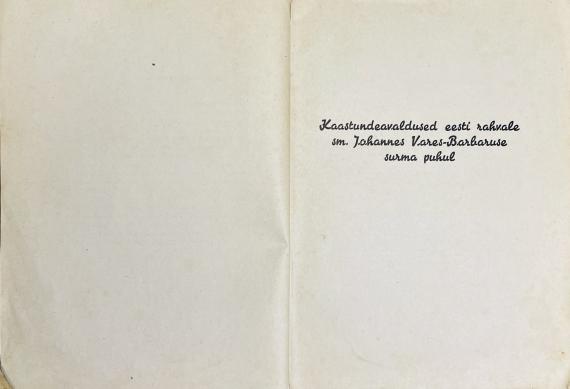 Kaastundeavaldused eesti rahvale
sm. Johannes Vares-Barbaruse
surma puhul